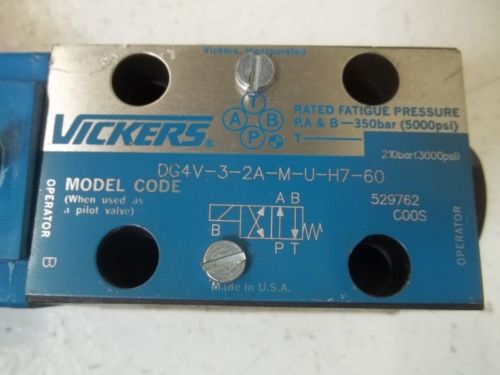 Vickers, Incorporated
T
A B
P
VICKERS®
RATED FATIGUE PRESSURE
P,A & B—350bar (5000psi)
T
210bar(3000psi)
DG4V-3-2A-M-U-H7-60
MODEL CODE
(When used as
a pilot valve)
529762
C00S
A B
B
P T
OPERATOR B
OPERATOR
Made in U.S.A.